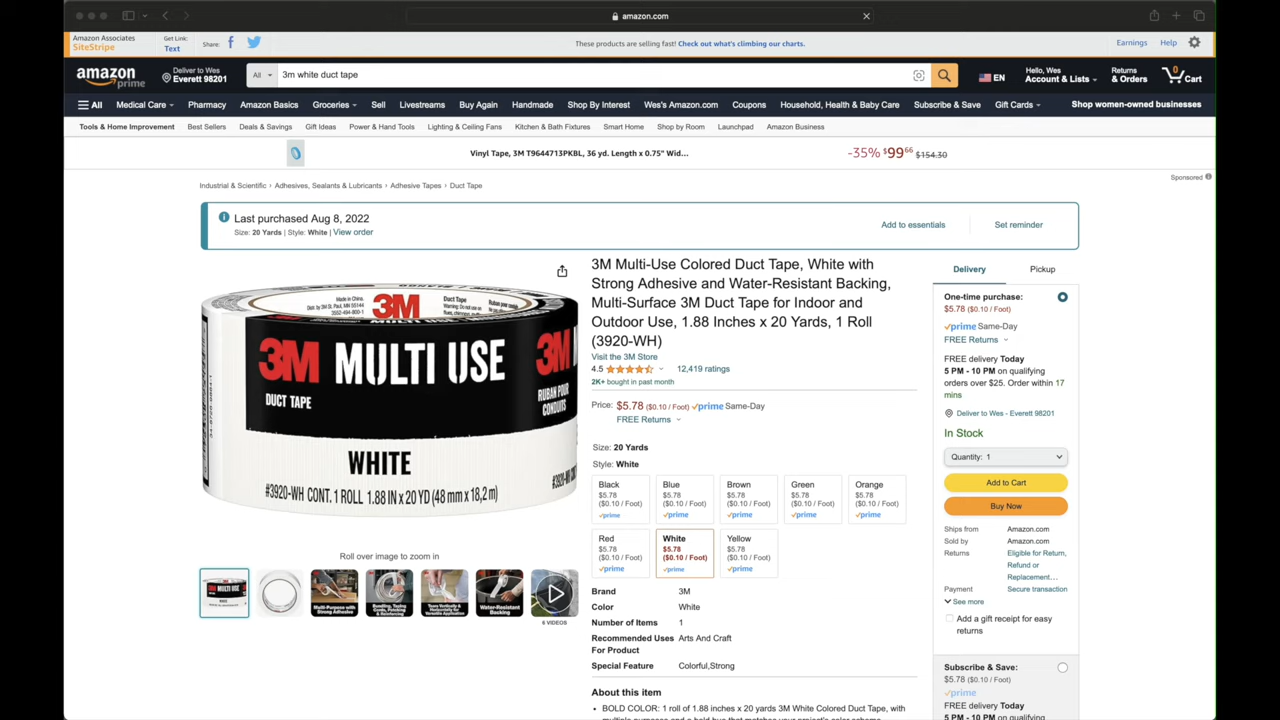 amazon.com
Amazon Associates
SiteStripe
Get Link:
Text
Share:
These products are selling fast! Check out what's climbing our charts.
Earnings
Help
amazon
prime
Deliver to Wes
Everett 98201
All
3m white duct tape
EN
Hello, Wes
Account & Lists
Returns
& Orders
0
Cart
All
Medical Care
Pharmacy
Amazon Basics
Groceries
Sell
Livestreams
Buy Again
Handmade
Shop By Interest
Wes's Amazon.com
Coupons
Household, Health & Baby Care
Subscribe & Save
Gift Cards
Shop women-owned businesses
Tools & Home Improvement
Best Sellers
Deals & Savings
Gift Ideas
Power & Hand Tools
Lighting & Ceiling Fans
Kitchen & Bath Fixtures
Smart Home
Shop by Room
Launchpad
Amazon Business
Vinyl Tape, 3M T9644713PKBL, 36 yd. Length x 0.75" Wid...
-35% $99 66 $154.30
Sponsored
Industrial & Scientific › Adhesives, Sealants & Lubricants › Adhesive Tapes › Duct Tape
Last purchased Aug 8, 2022
Size: 20 Yards | Style: White | View order
Add to essentials
Set reminder
3M
Duct Tape
Made in China.
3M
MULTI USE
DUCT TAPE
3M
RUBAN POUR
CONDUITS
WHITE
#3920-WH CONT. 1 ROLL 1.88 IN x 20 YD (48 mm x 18,2 m)
Roll over image to zoom in
Multi-Purpose with
Strong Adhesive
Water-Resistant
Backing
6 VIDEOS
3M Multi-Use Colored Duct Tape, White with
Strong Adhesive and Water-Resistant Backing,
Multi-Surface 3M Duct Tape for Indoor and
Outdoor Use, 1.88 Inches x 20 Yards, 1 Roll
(3920-WH)
Visit the 3M Store
4.5
12,419 ratings
2K+ bought in past month
Price: $5.78 ($0.10 / Foot) prime Same-Day
FREE Returns
Size: 20 Yards
Style: White
Black
$5.78
($0.10 / Foot)
prime
Blue
$5.78
($0.10 / Foot)
prime
Brown
$5.78
($0.10 / Foot)
prime
Green
$5.78
($0.10 / Foot)
prime
Orange
$5.78
($0.10 / Foot)
prime
Red
$5.78
($0.10 / Foot)
prime
White
$5.78
($0.10 / Foot)
prime
Yellow
$5.78
($0.10 / Foot)
prime
Brand 3M
Color White
Number of Items 1
Recommended Uses Arts And Craft
For Product
Special Feature Colorful,Strong
About this item
• BOLD COLOR: 1 roll of 1.88 inches x 20 yards 3M White Colored Duct Tape, with
Delivery
Pickup
One-time purchase:
$5.78 ($0.10 / Foot)
prime Same-Day
FREE Returns
FREE delivery Today
5 PM - 10 PM on qualifying
orders over $25. Order within 17
mins
Deliver to Wes - Everett 98201
In Stock
Quantity: 1
Add to Cart
Buy Now
Ships from Amazon.com
Sold by Amazon.com
Returns Eligible for Return,
Refund or
Replacement...
Payment Secure transaction
See more
Add a gift receipt for easy
returns
Subscribe & Save:
$5.78 ($0.10 / Foot)
prime
FREE delivery Today
5 PM - 10 PM on qualifying